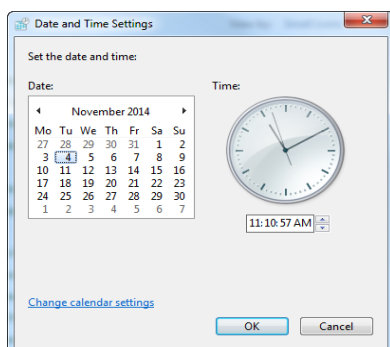 Date and Time Settings
Set the date and time:
Date:
Time:
November 2014
Mo Tu We Th Fr Sa Su
27 28 29 30 31 1 2
3 4 5 6 7 8 9
10 11 12 13 14 15 16
17 18 19 20 21 22 23
24 25 26 27 28 29 30
1 2 3 4 5 6 7
11:10:57 AM
Change calendar settings
OK
Cancel